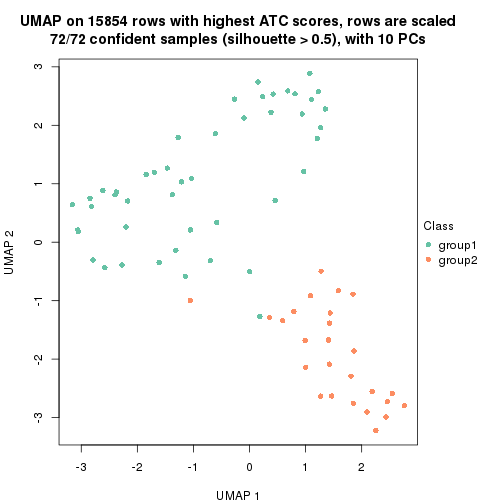 UMAP on 15854 rows with highest ATC scores, rows are scaled
72/72 confident samples (silhouette > 0.5), with 10 PCs
3
2
1
0
-1
-2
-3
UMAP 2
-3 -2 -1 0 1 2
UMAP 1
Class
group1
group2